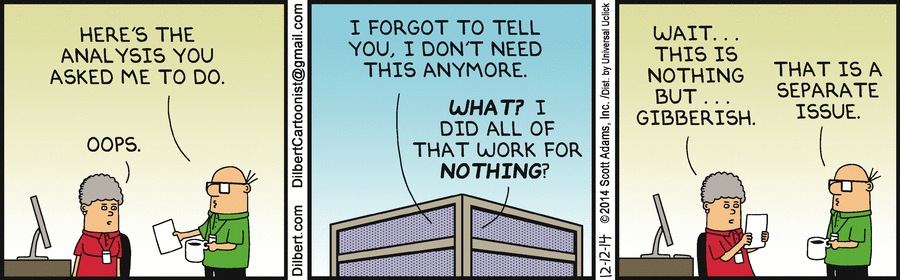 HERE'S THE
ANALYSIS YOU
ASKED ME TO DO.
OOPS.
Dilbert.com DilbertCartoonist@gmail.com
I FORGOT TO TELL
YOU, I DON'T NEED
THIS ANYMORE.
WHAT? I
DID ALL OF
THAT WORK FOR
NOTHING?
12-12-14 ©2014 Scott Adams, Inc. /Dist. by Universal Uclick
WAIT...
THIS IS
NOTHING
BUT...
GIBBERISH.
THAT IS A
SEPARATE
ISSUE.